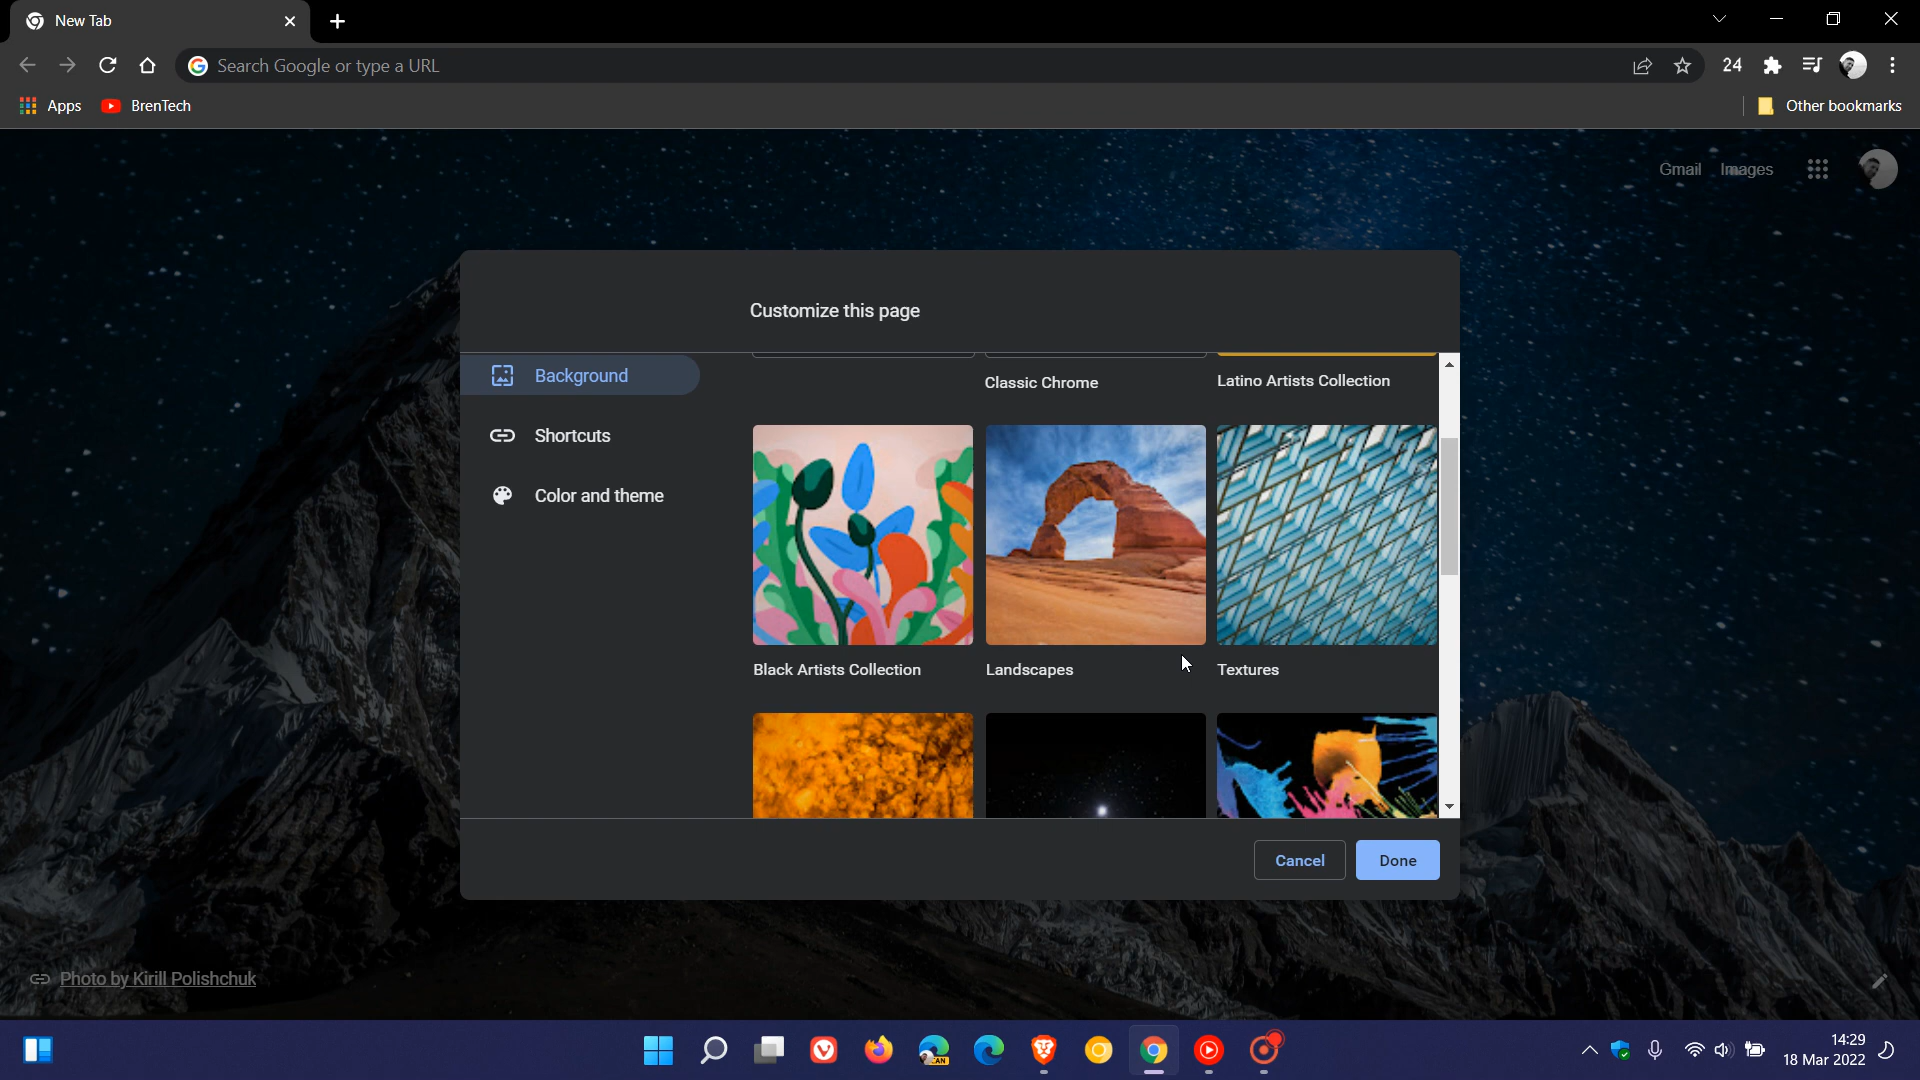 New Tab
Search Google or type a URL
24
Apps
BrenTech
Other bookmarks
Gmail
Images
Customize this page
Background
Shortcuts
Color and theme
Classic Chrome
Latino Artists Collection
Black Artists Collection
Landscapes
Textures
Cancel
Done
Photo by Kirill Polishchuk
CAN
14:29
18 Mar 2022